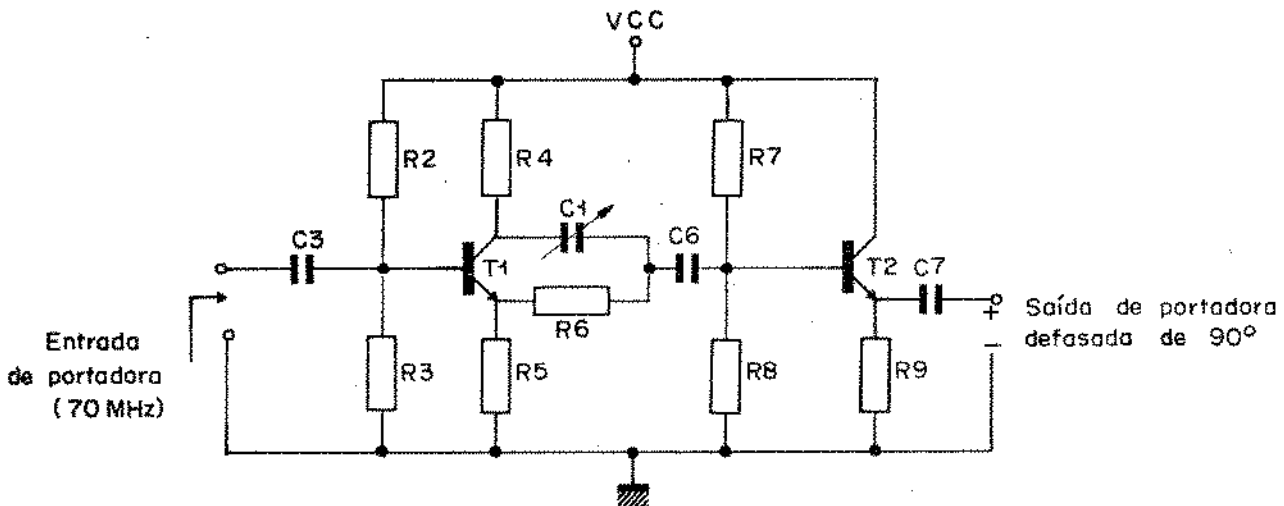 VCC
R2
R4
R7
C1
C3
C6
T1
T2
C7
R6
R3
R5
R8
R9
Entrada
de portadora
(70 MHz)
+
−
Saída de portadora
defasada de 90º